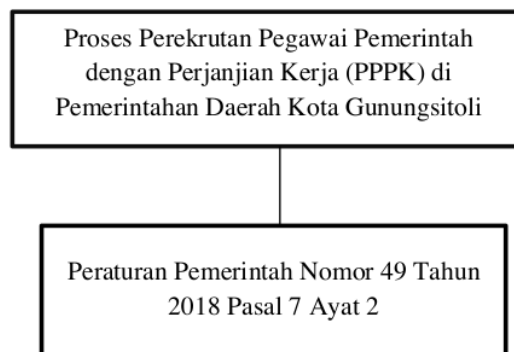 Proses Perekrutan Pegawai Pemerintah
dengan Perjanjian Kerja (PPPK) di
Pemerintahan Daerah Kota Gunungsitoli
Peraturan Pemerintah Nomor 49 Tahun
2018 Pasal 7 Ayat 2